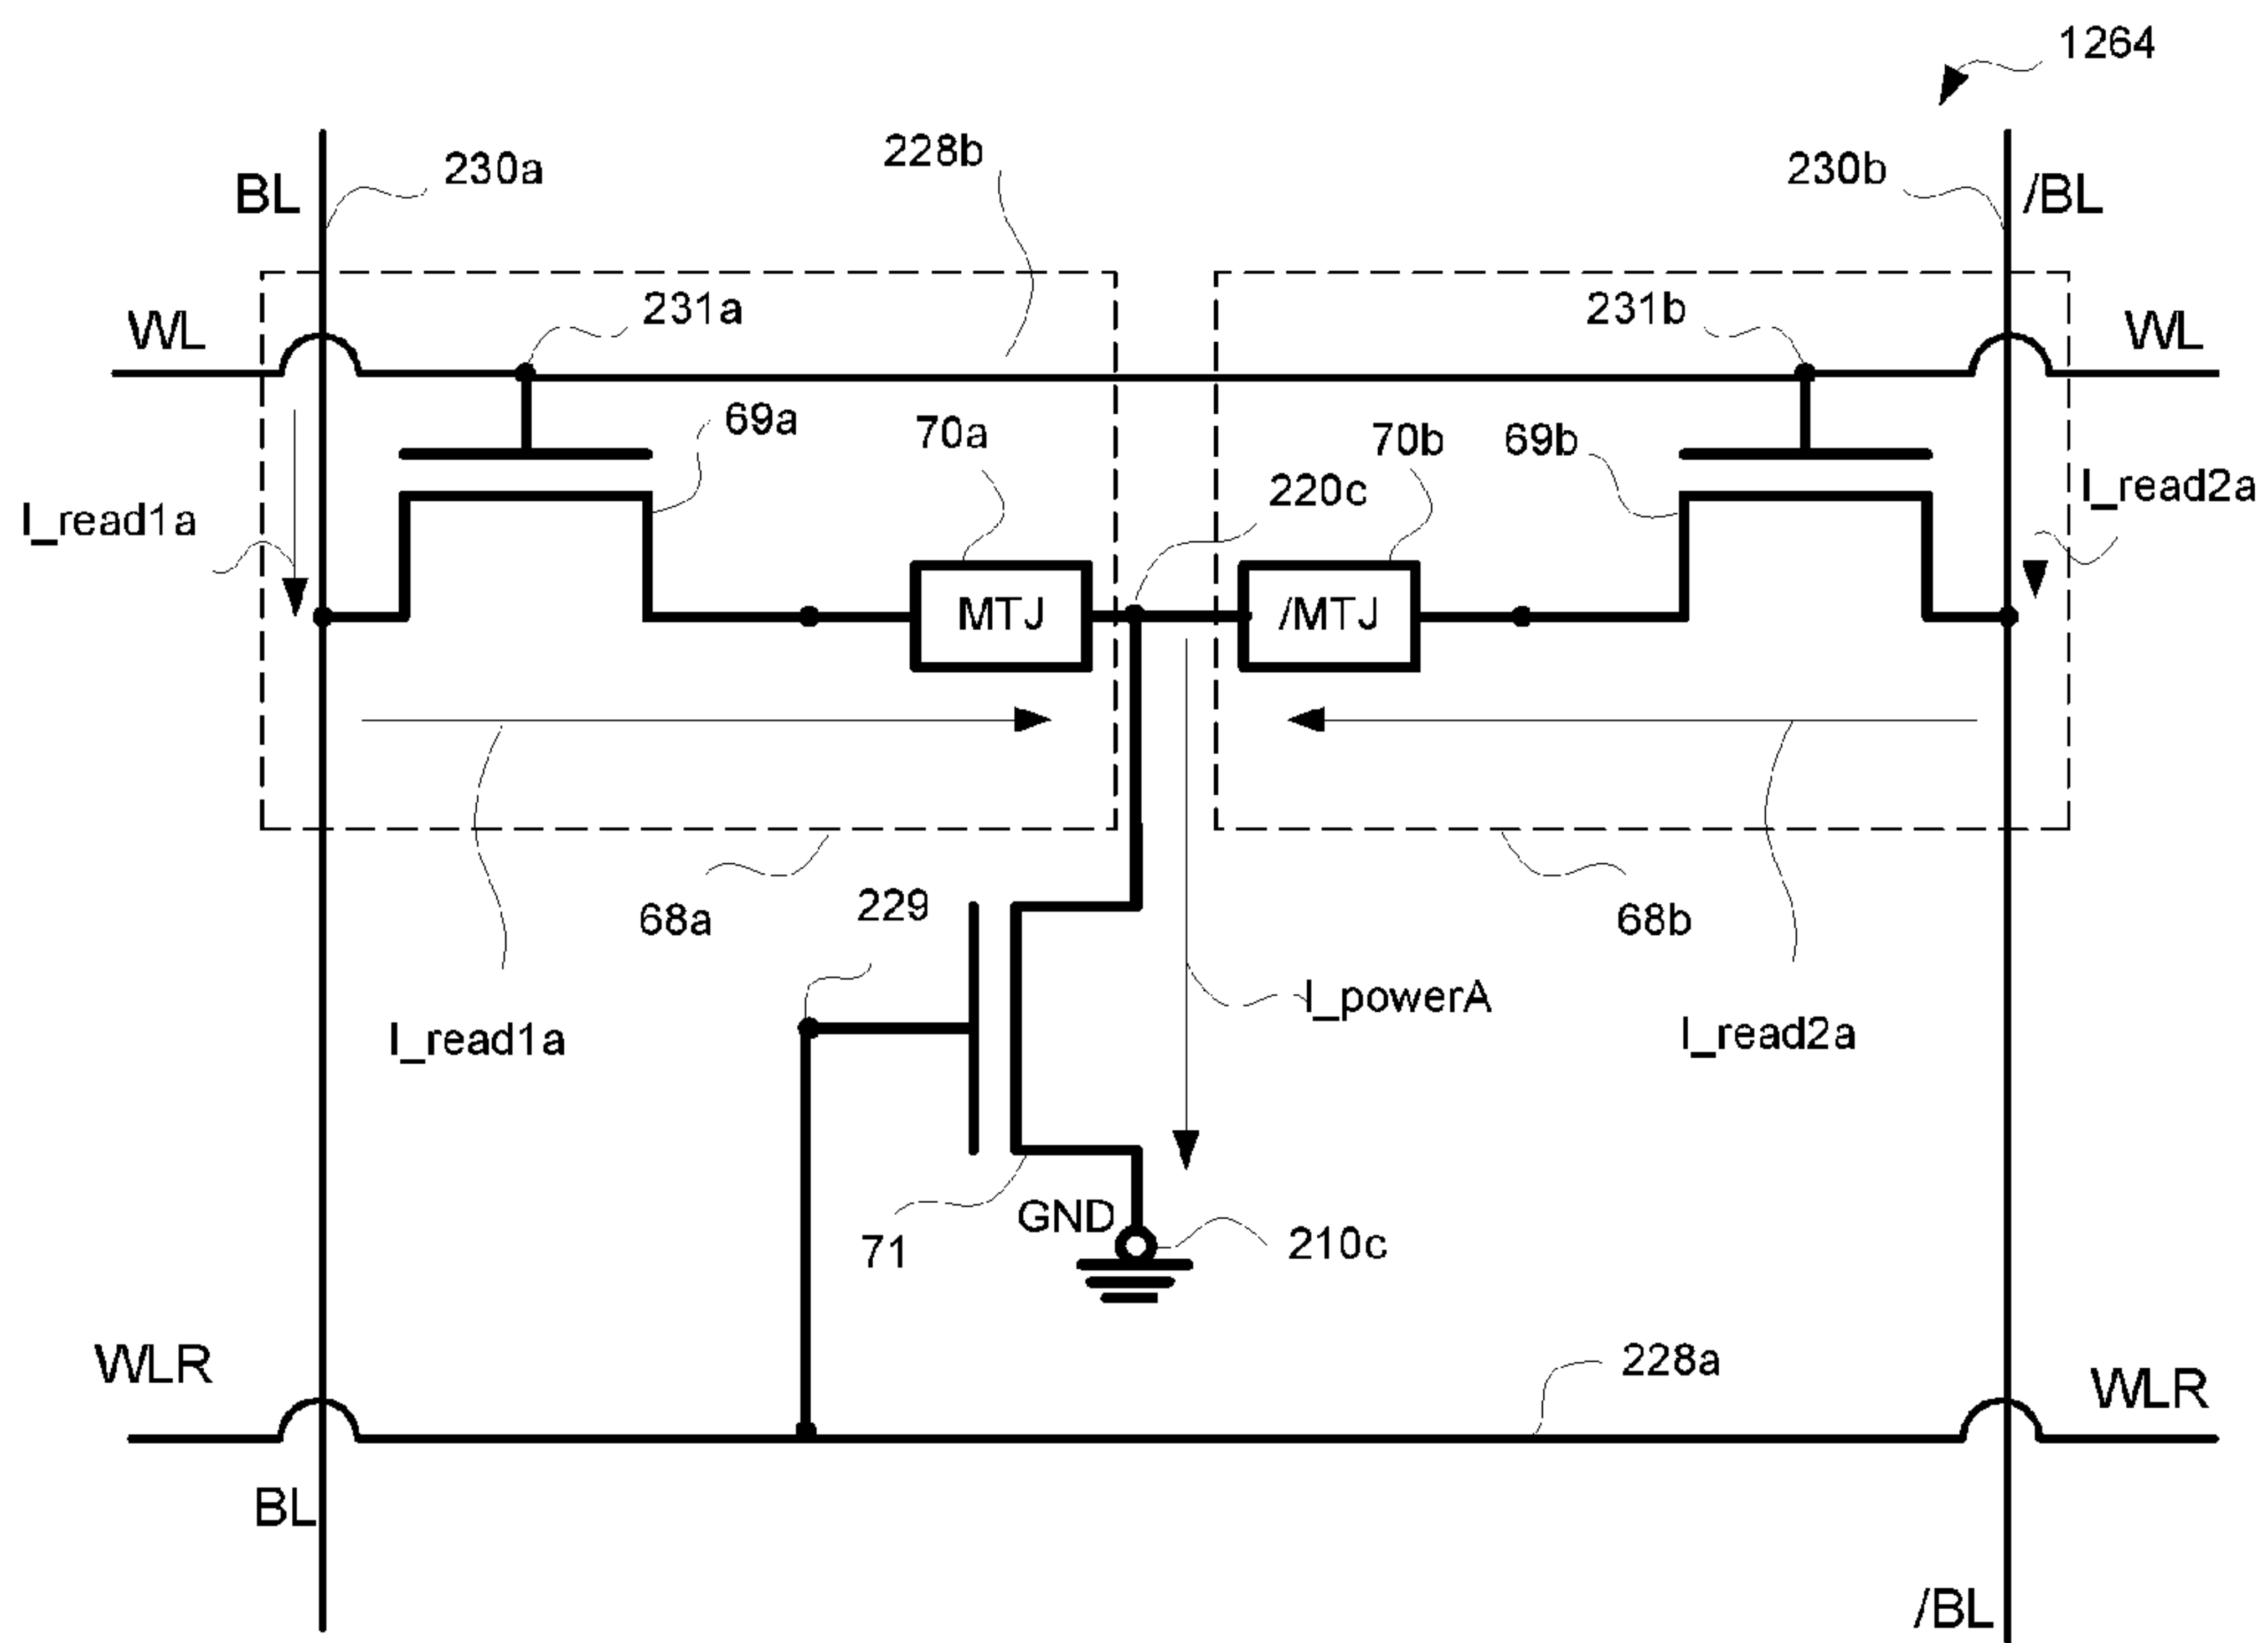 1264
228b
230a
230b
BL
/BL
231a
231b
WL
WL
69a
70a
70b
69b
220c
I_read2a
I_read1a
MTJ
/MTJ
229
68a
68b
I_powerA
I_read1a
I_read2a
GND
71
210c
WLR
228a
WLR
BL
/BL